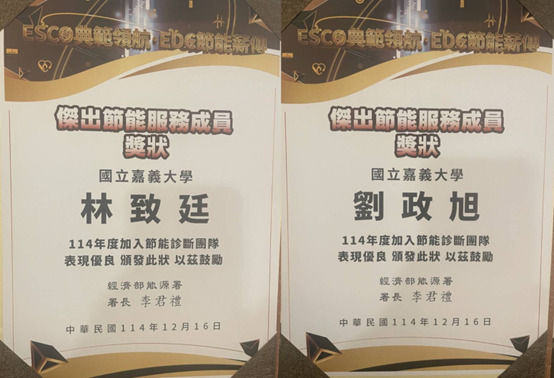 ESCO典範領航 EDG節能薪傳
傑出節能服務成員
獎狀
國立嘉義大學
林致廷
114年度加入節能診斷團隊
表現優良 頒發此狀 以茲鼓勵
經濟部能源署
署長 李君禮
中華民國114年12月16日
ESCO典範領航 EDG節能薪傳
傑出節能服務成員
獎狀
國立嘉義大學
劉政旭
114年度加入節能診斷團隊
表現優良 頒發此狀 以茲鼓勵
經濟部能源署
署長 李君禮
中華民國114年12月16日